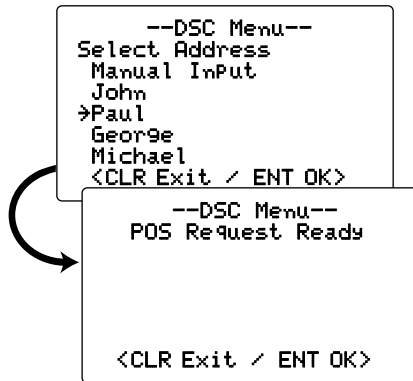 --DSC Menu--
Select Address
Manual InPut
John
→Paul
George
Michael
<CLR Exit / ENT OK>
--DSC Menu--
POS Request Ready
<CLR Exit / ENT OK>